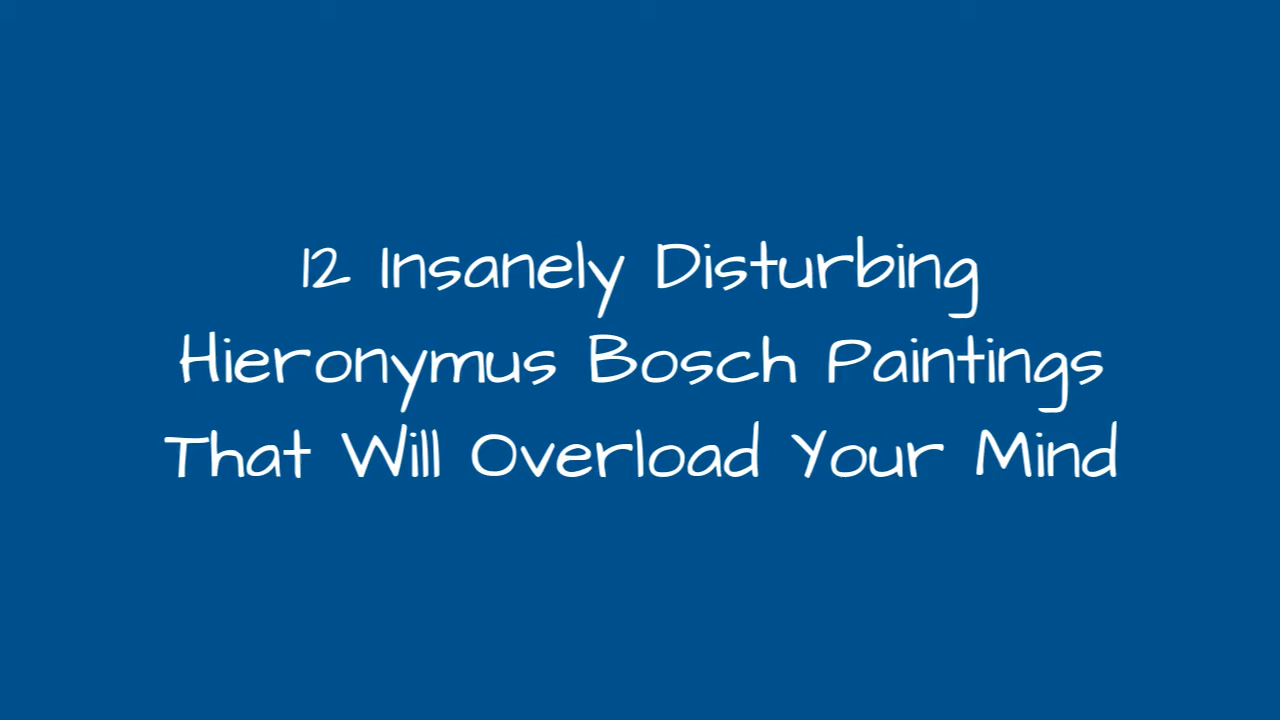 12 Insanely Disturbing
Hieronymus Bosch Paintings
That Will Overload Your Mind